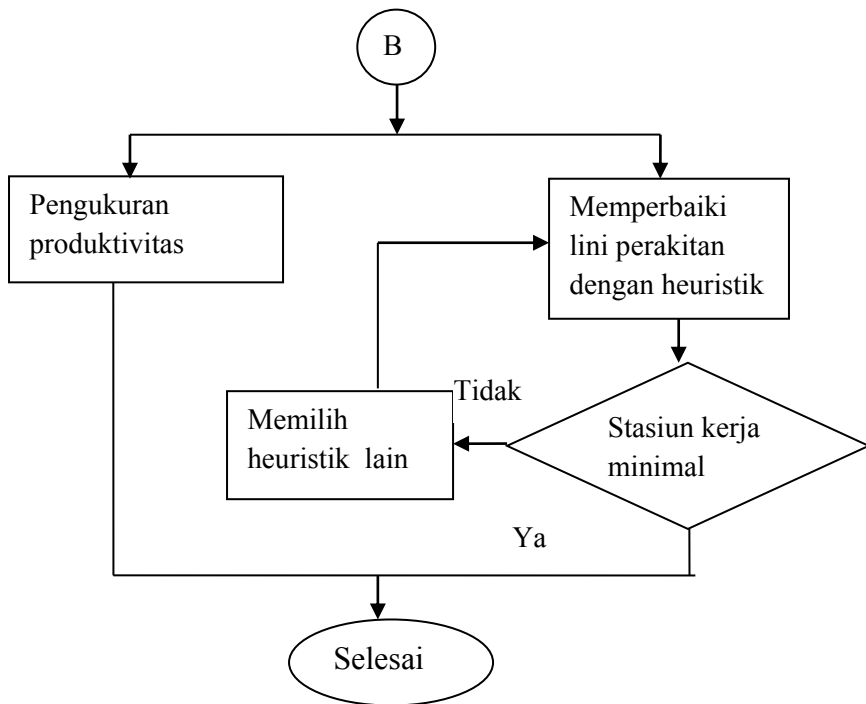 B
Pengukuran
produktivitas
Memperbaiki
lini perakitan
dengan heuristik
Tidak
Memilih
heuristik lain
Stasiun kerja
minimal
Ya
Selesai